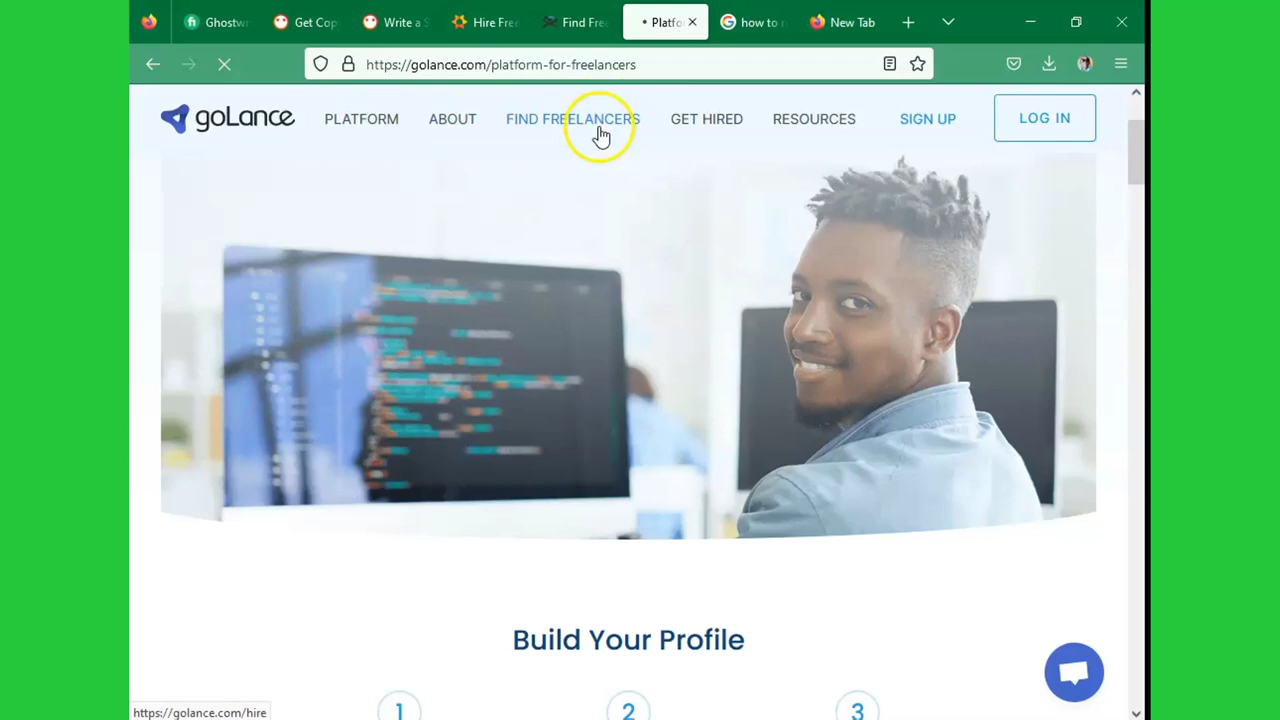 Ghostw
Get Cop
Write a S
Hire Free
Find Free
Platfo
how to r
New Tab
https://golance.com/platform-for-freelancers
goLance
PLATFORM
ABOUT
FIND FREELANCERS
GET HIRED
RESOURCES
SIGN UP
LOG IN
Build Your Profile
1
2
3
https://golance.com/hire